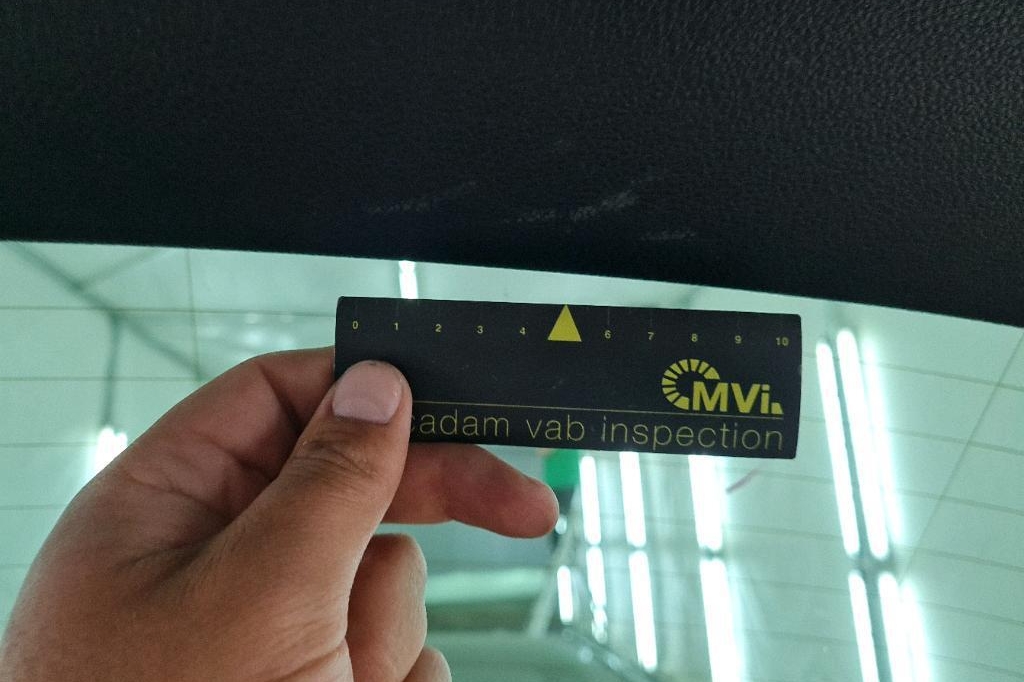 0 1 2 3 4 6 7 8 9 10
MVi
cadam vab inspection